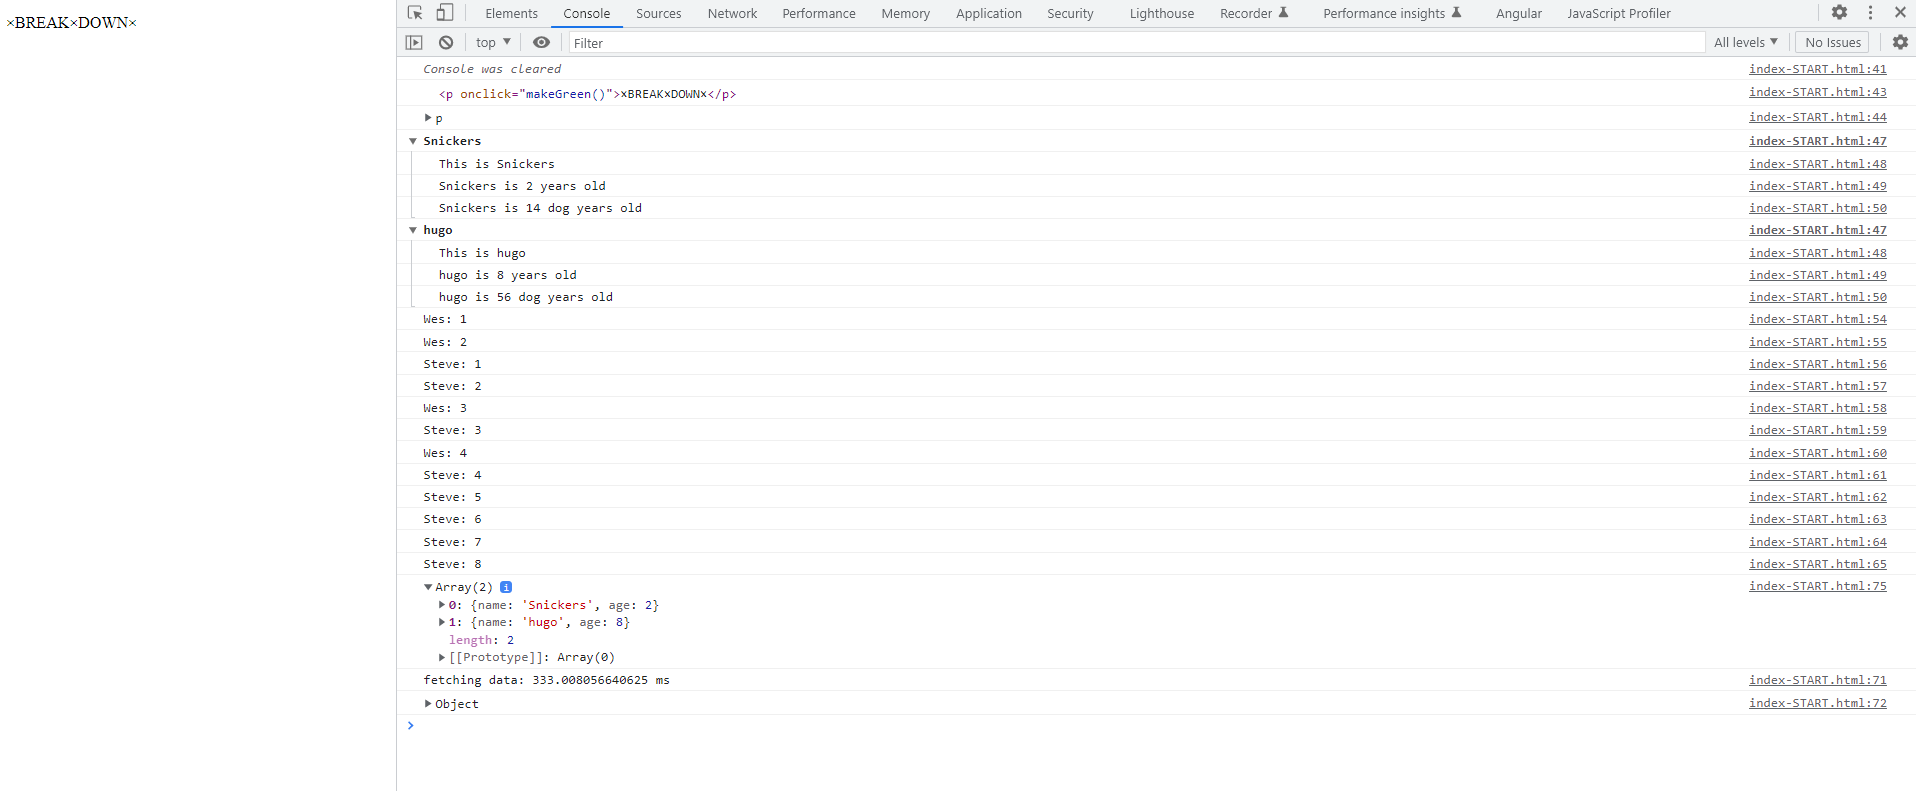 ×BREAK×DOWN×
Elements Console Sources Network Performance Memory Application Security Lighthouse Recorder Performance insights Angular JavaScript Profiler
top Filter All levels No Issues
Console was cleared index-START.html:41
<p onclick="makeGreen()">×BREAK×DOWN×</p> index-START.html:43
p index-START.html:44
Snickers index-START.html:47
This is Snickers index-START.html:48
Snickers is 2 years old index-START.html:49
Snickers is 14 dog years old index-START.html:50
hugo index-START.html:47
This is hugo index-START.html:48
hugo is 8 years old index-START.html:49
hugo is 56 dog years old index-START.html:50
Wes: 1 index-START.html:54
Wes: 2 index-START.html:55
Steve: 1 index-START.html:56
Steve: 2 index-START.html:57
Wes: 3 index-START.html:58
Steve: 3 index-START.html:59
Wes: 4 index-START.html:60
Steve: 4 index-START.html:61
Steve: 5 index-START.html:62
Steve: 6 index-START.html:63
Steve: 7 index-START.html:64
Steve: 8 index-START.html:65
Array(2) i index-START.html:75
0: {name: 'Snickers', age: 2}
1: {name: 'hugo', age: 8}
length: 2
[[Prototype]]: Array(0)
fetching data: 333.008056640625 ms index-START.html:71
Object index-START.html:72